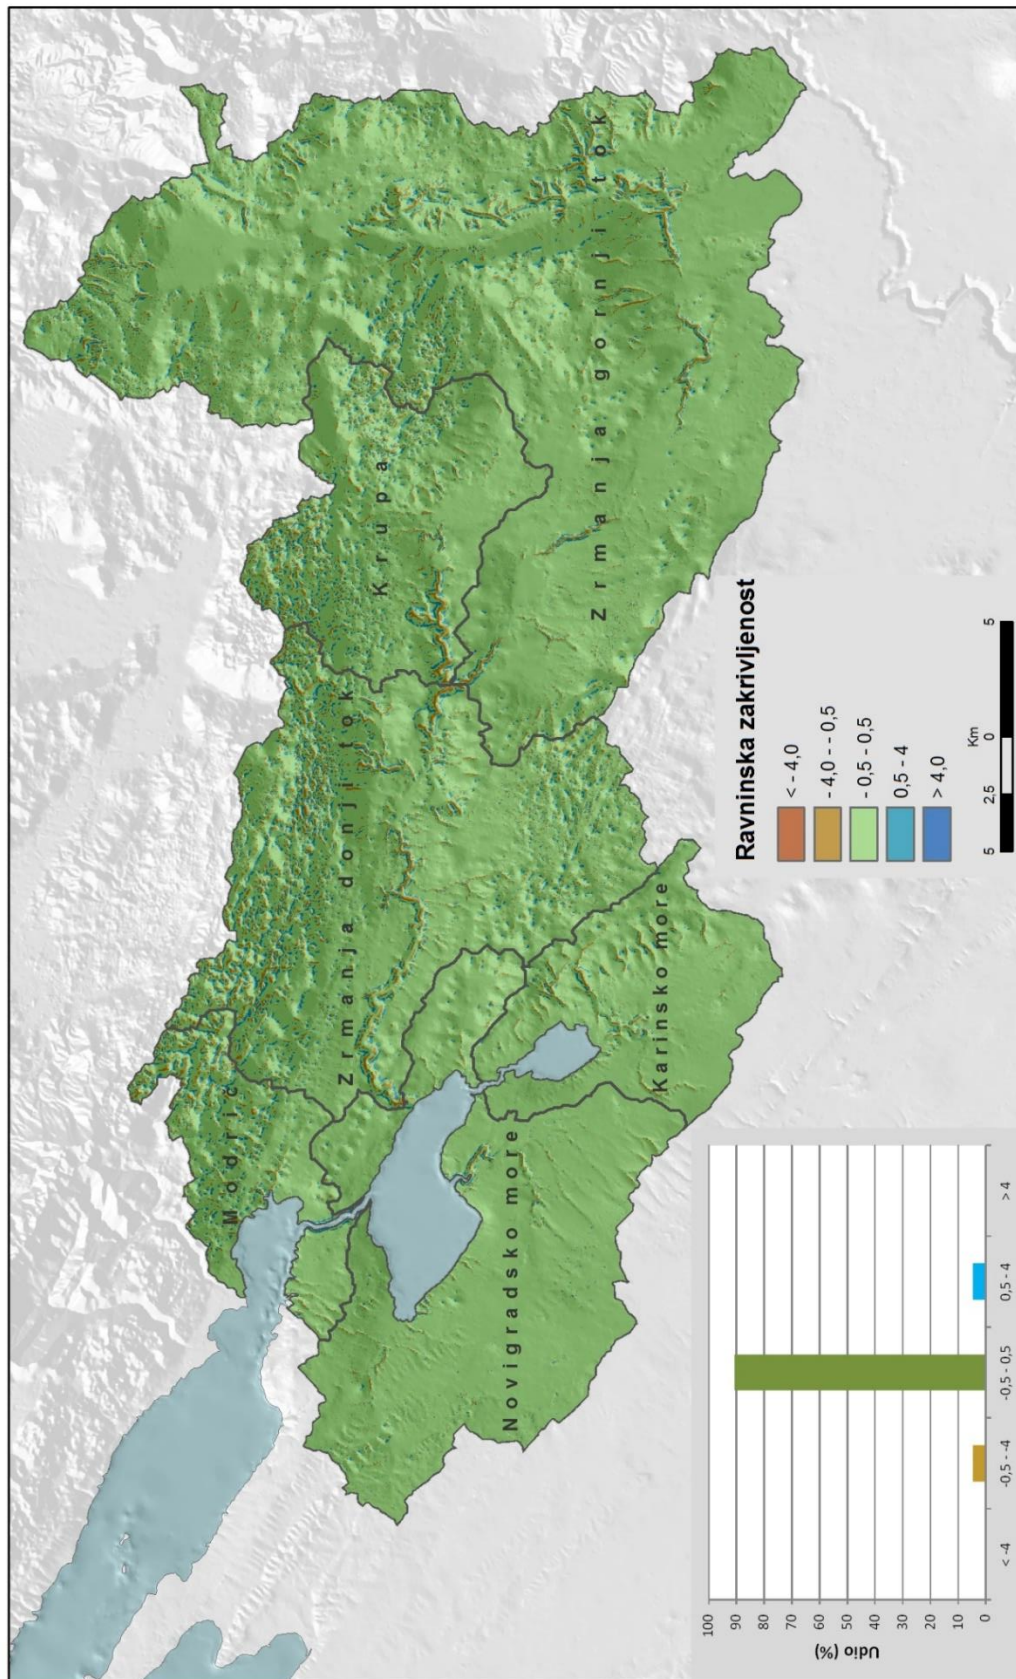 Modrič
Zrmanja donji tok
Krupa
Zrmanja gornji tok
Novigradsko more
Karinsko more
Ravninska zakrivljenost
< - 4,0
- 4,0 - - 0,5
- 0,5 - 0,5
0,5 - 4
> 4,0
Km
5 2,5 0 5
Udio (%)
100
90
80
70
60
50
40
30
20
10
0
< -4 -0,5 - -4 -0,5 - 0,5 0,5 - 4 > 4